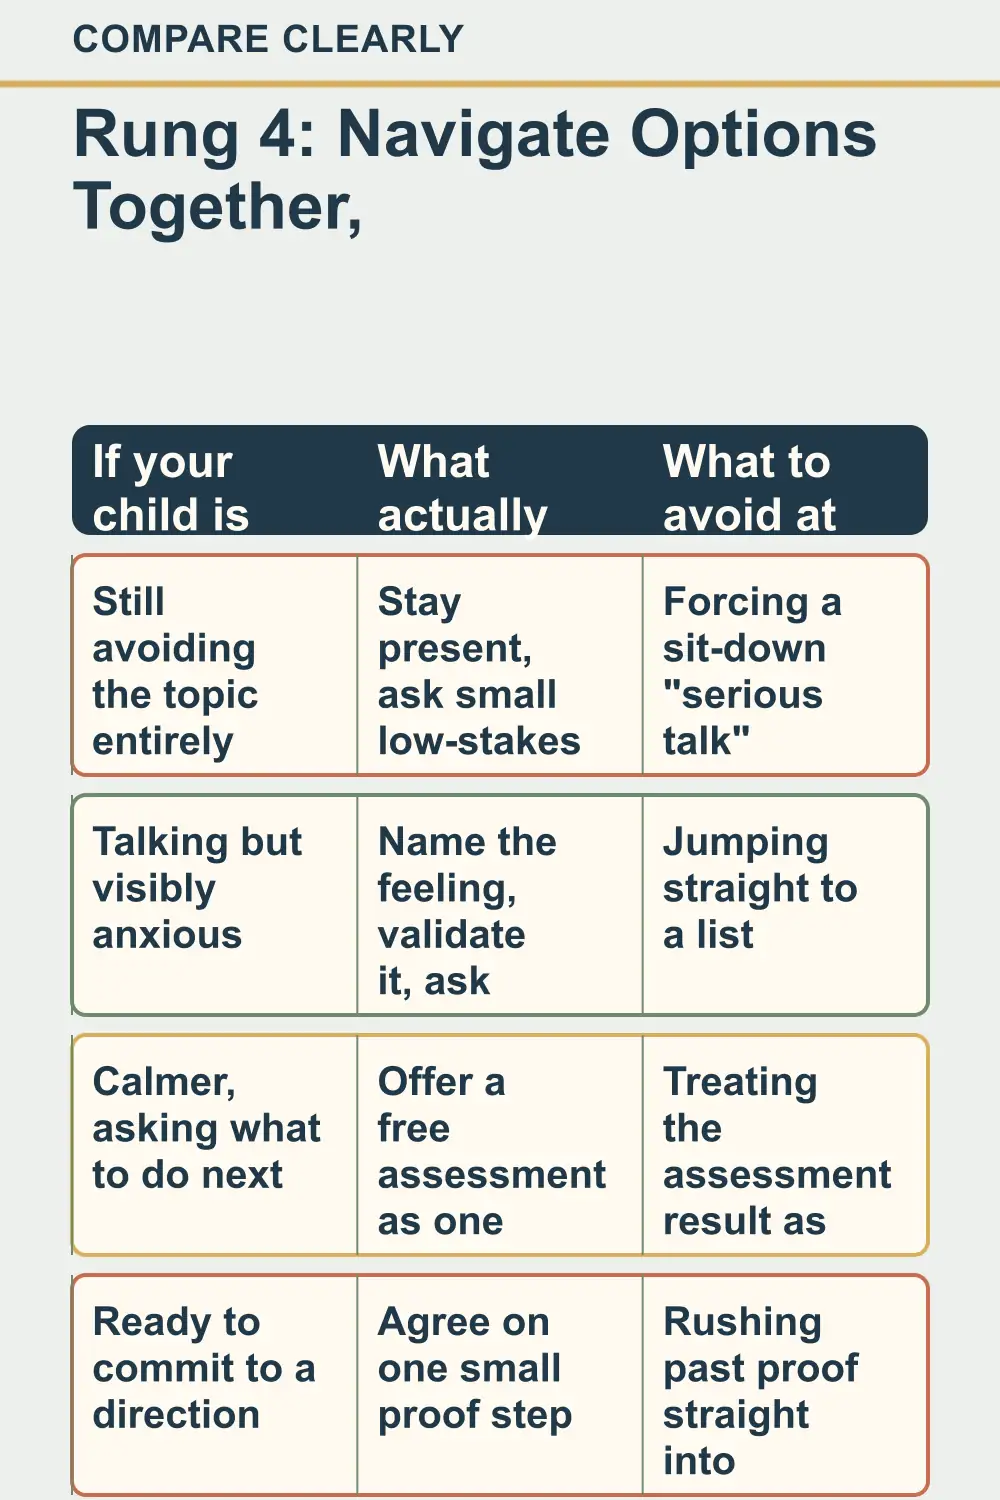 COMPARE CLEARLY
Rung 4: Navigate Options
Together,
If your
child is
What
actually
What to
avoid at
Still
avoiding
the topic
entirely
Stay
present,
ask small
low-stakes
Forcing a
sit-down
"serious
talk"
Talking but
visibly
anxious
Name the
feeling,
validate
it, ask
Jumping
straight to
a list
Calmer,
asking what
to do next
Offer a
free
assessment
as one
Treating
the
assessment
result as
Ready to
commit to a
direction
Agree on
one small
proof step
Rushing
past proof
straight
into